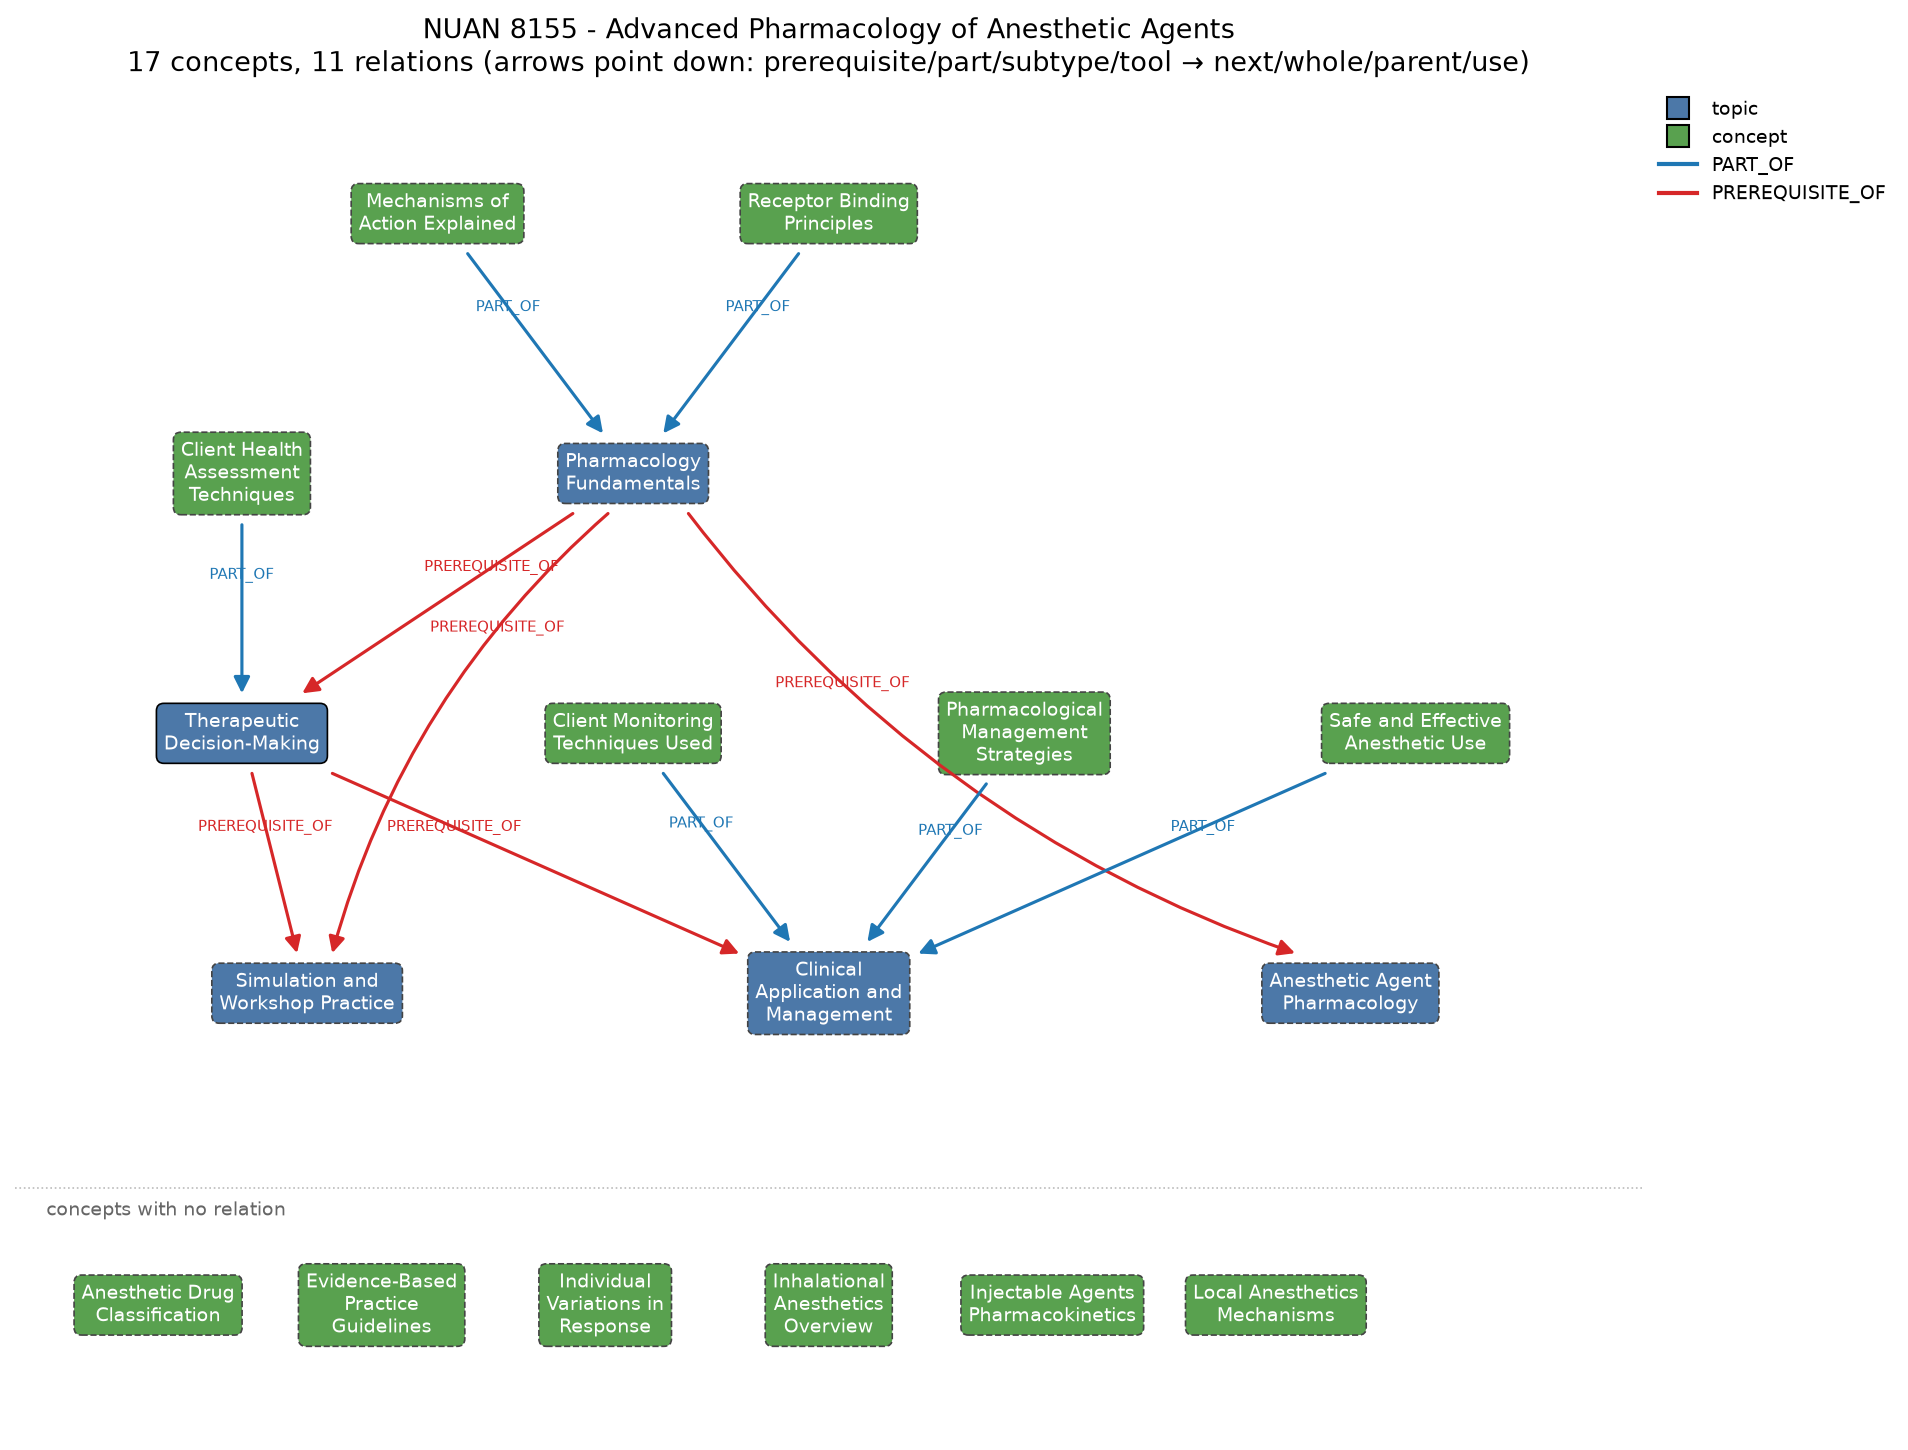 NUAN 8155 - Advanced Pharmacology of Anesthetic Agents
17 concepts, 11 relations (arrows point down: prerequisite/part/subtype/tool → next/whole/parent/use)
topic
concept
PART_OF
PREREQUISITE_OF
Mechanisms of
Action Explained
Receptor Binding
Principles
PART_OF
PART_OF
Client Health
Assessment
Techniques
Pharmacology
Fundamentals
PART_OF
PREREQUISITE_OF
PREREQUISITE_OF
PREREQUISITE_OF
Therapeutic
Decision-Making
Client Monitoring
Techniques Used
Pharmacological
Management
Strategies
Safe and Effective
Anesthetic Use
PREREQUISITE_OF
PREREQUISITE_OF
PART_OF
PART_OF
PART_OF
Simulation and
Workshop Practice
Clinical
Application and
Management
Anesthetic Agent
Pharmacology
concepts with no relation
Anesthetic Drug
Classification
Evidence-Based
Practice
Guidelines
Individual
Variations in
Response
Inhalational
Anesthetics
Overview
Injectable Agents
Pharmacokinetics
Local Anesthetics
Mechanisms